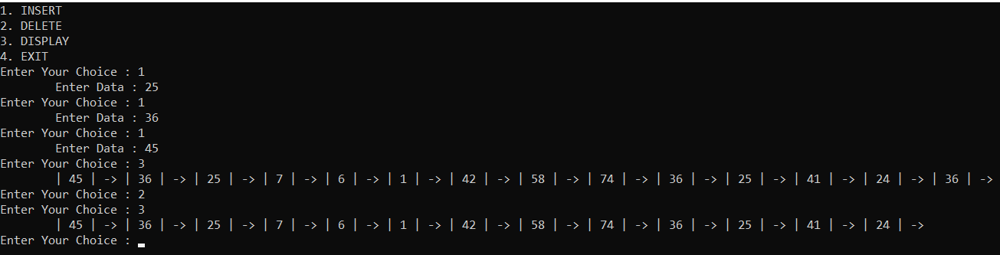 1. INSERT
2. DELETE
3. DISPLAY
4. EXIT
Enter Your Choice : 1
        Enter Data : 25
Enter Your Choice : 1
        Enter Data : 36
Enter Your Choice : 1
        Enter Data : 45
Enter Your Choice : 3
        | 45 | -> | 36 | -> | 25 | -> | 7 | -> | 6 | -> | 1 | -> | 42 | -> | 58 | -> | 74 | -> | 36 | -> | 25 | -> | 41 | -> | 24 | -> | 36 | ->
Enter Your Choice : 2
Enter Your Choice : 3
        | 45 | -> | 36 | -> | 25 | -> | 7 | -> | 6 | -> | 1 | -> | 42 | -> | 58 | -> | 74 | -> | 36 | -> | 25 | -> | 41 | -> | 24 | ->
Enter Your Choice :